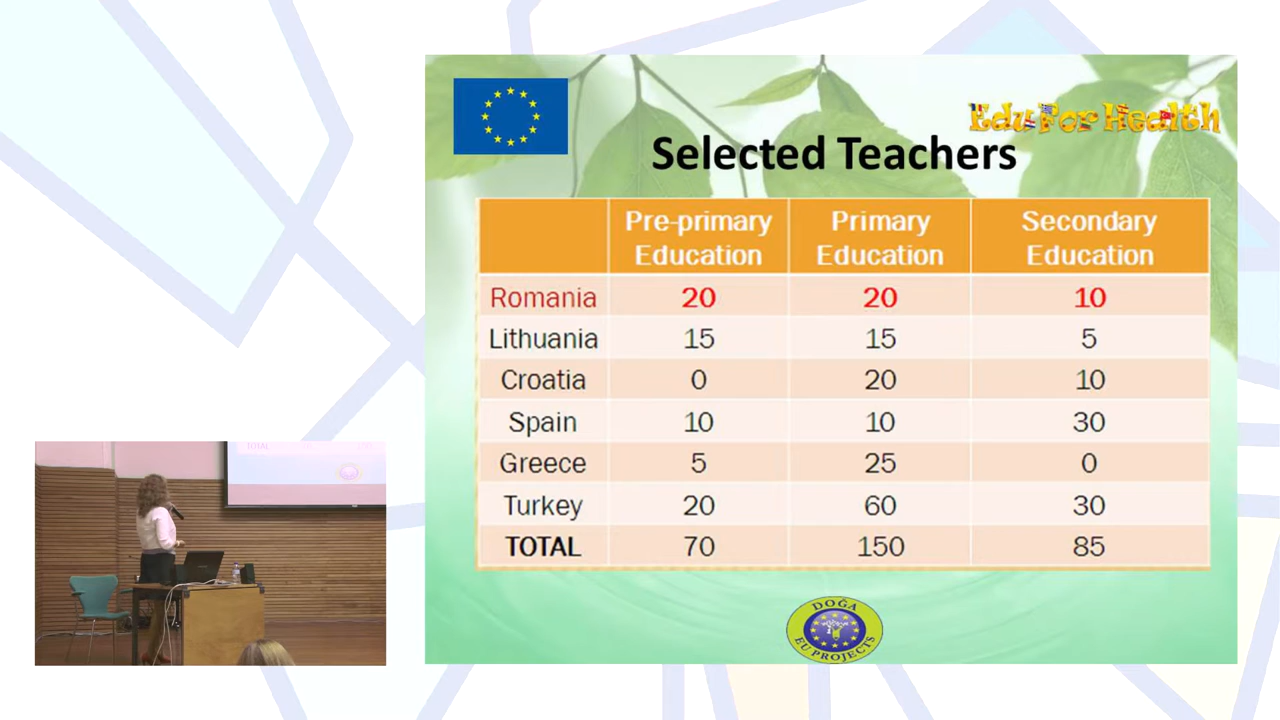 Edu For Health
Selected Teachers
Pre-primary Education Primary Education Secondary Education
Romania 20 20 10
Lithuania 15 15 5
Croatia 0 20 10
Spain 10 10 30
Greece 5 25 0
Turkey 20 60 30
TOTAL 70 150 85
DOĞA
EU PROJECTS
TOTAL